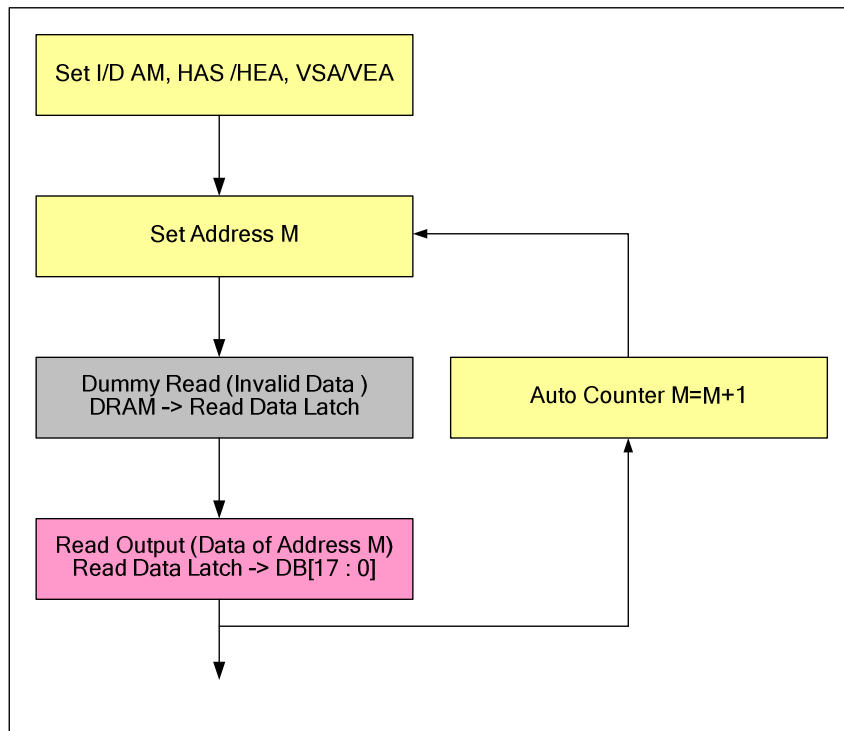 Set I/D AM, HAS /HEA, VSA/VEA
Set Address M
Dummy Read (Invalid Data )
DRAM -> Read Data Latch
Auto Counter M=M+1
Read Output (Data of Address M)
Read Data Latch -> DB[17 : 0]